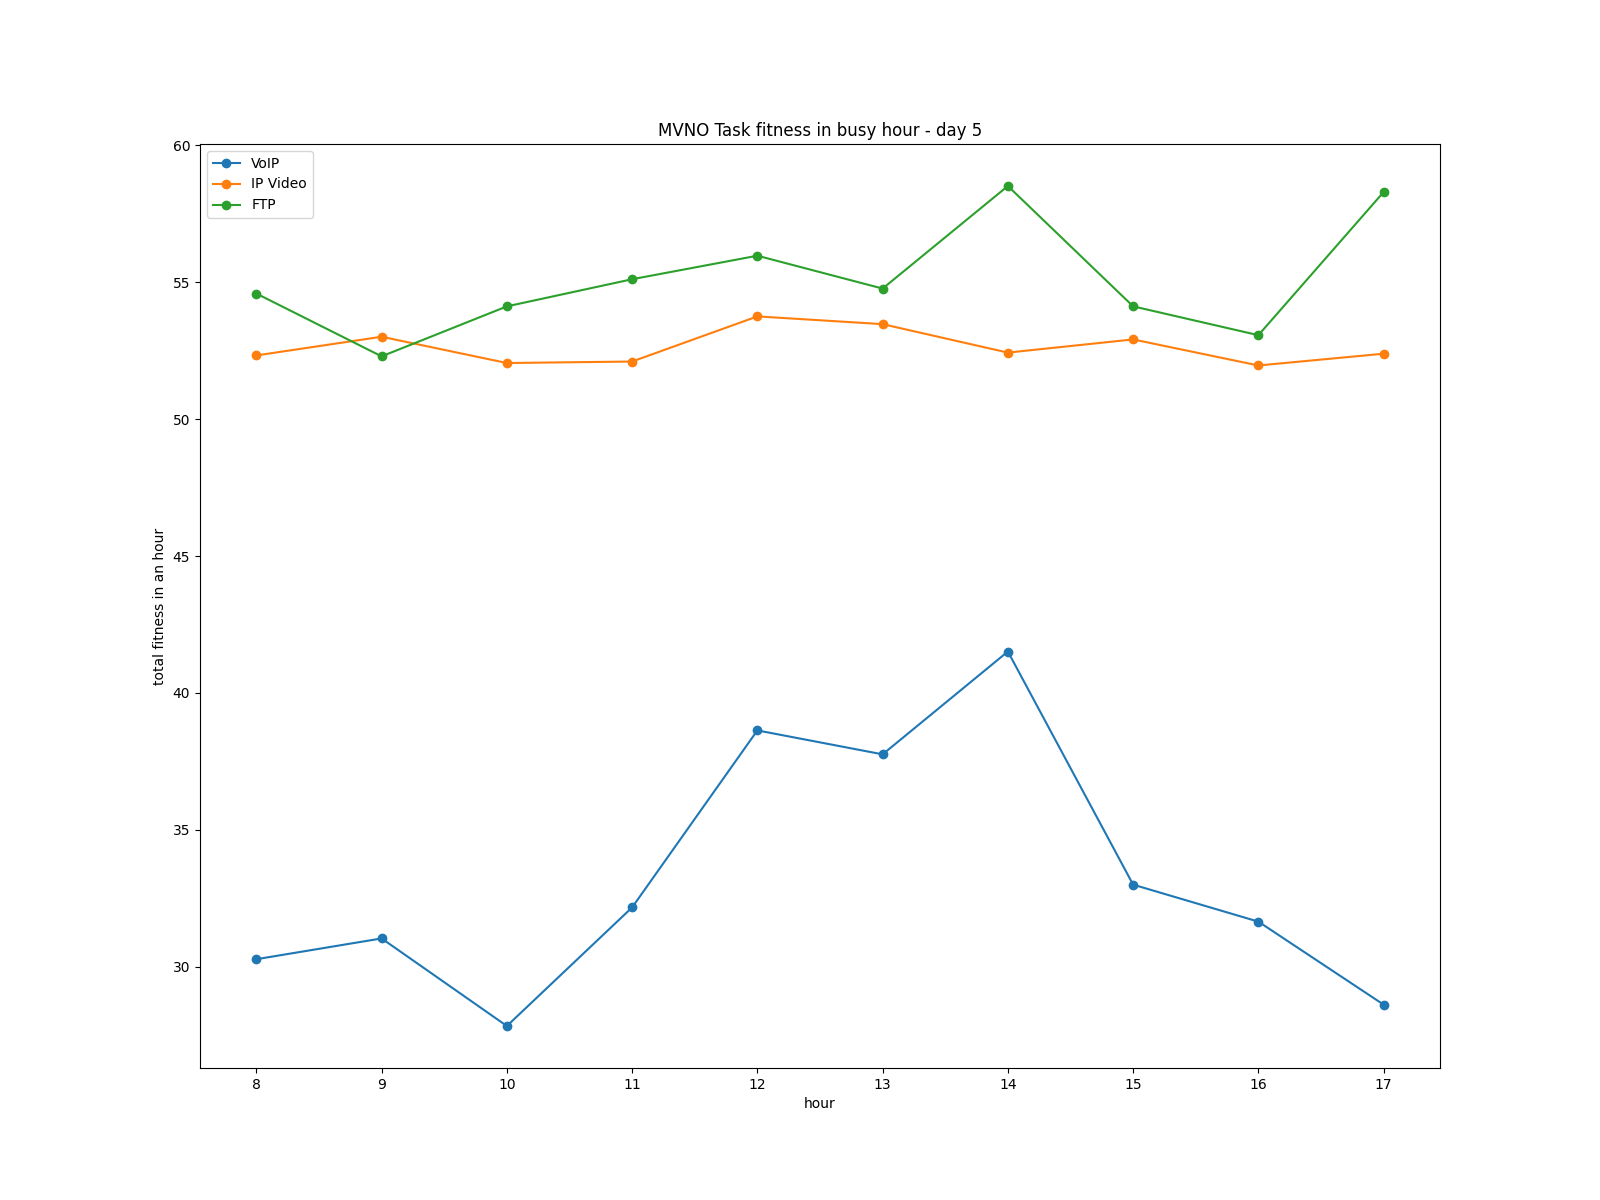 MVNO Task fitness in busy hour - day 5
VoIP
IP Video
FTP
60
55
50
45
40
35
30
total fitness in an hour
8 9 10 11 12 13 14 15 16 17
hour